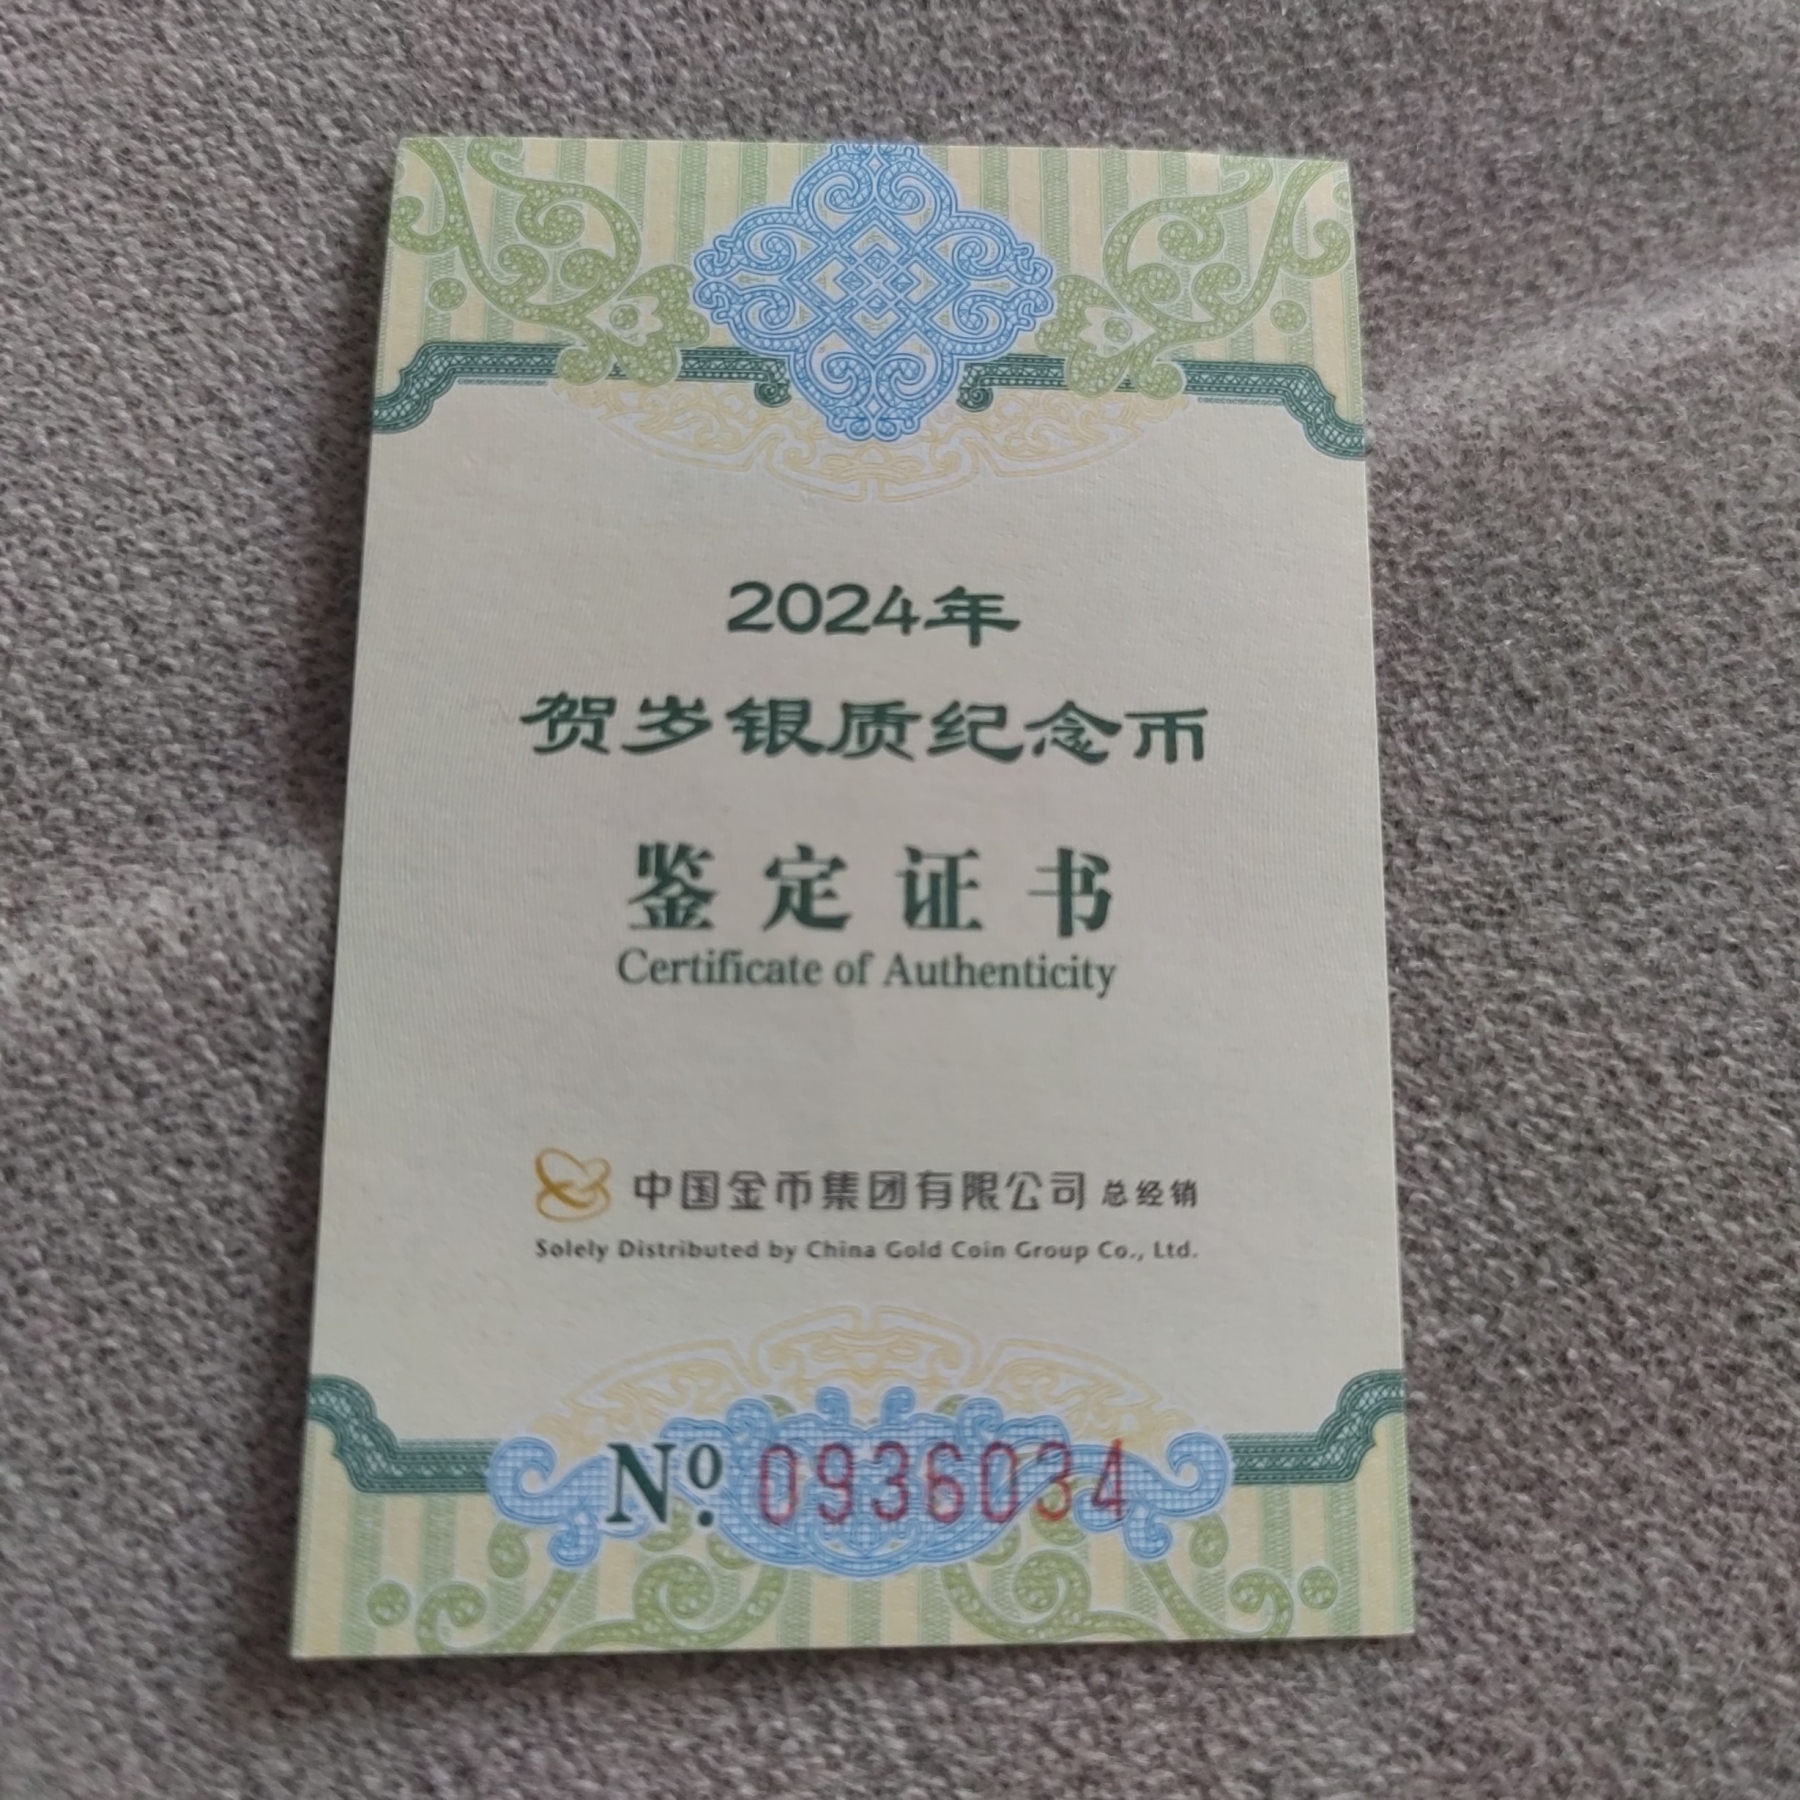 2024年
贺岁银质纪念币
鉴定证书
Certificate of Authenticity
中国金币集团有限公司 总经销
Solely Distributed by China Gold Coin Group Co., Ltd.
Nº. 0936034